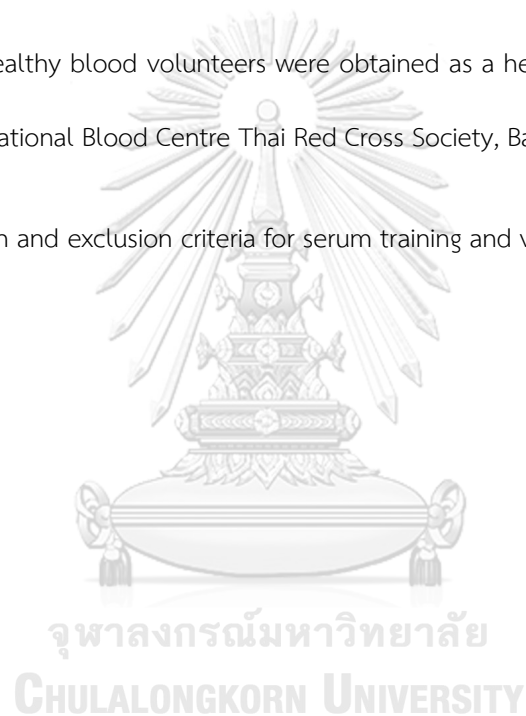 ealthy blood volunteers were obtained as a he
ational Blood Centre Thai Red Cross Society, Ba
n and exclusion criteria for serum training and v
จุฬาลงกรณ์มหาวิทยาลัย
CHULALONGKORN UNIVERSITY